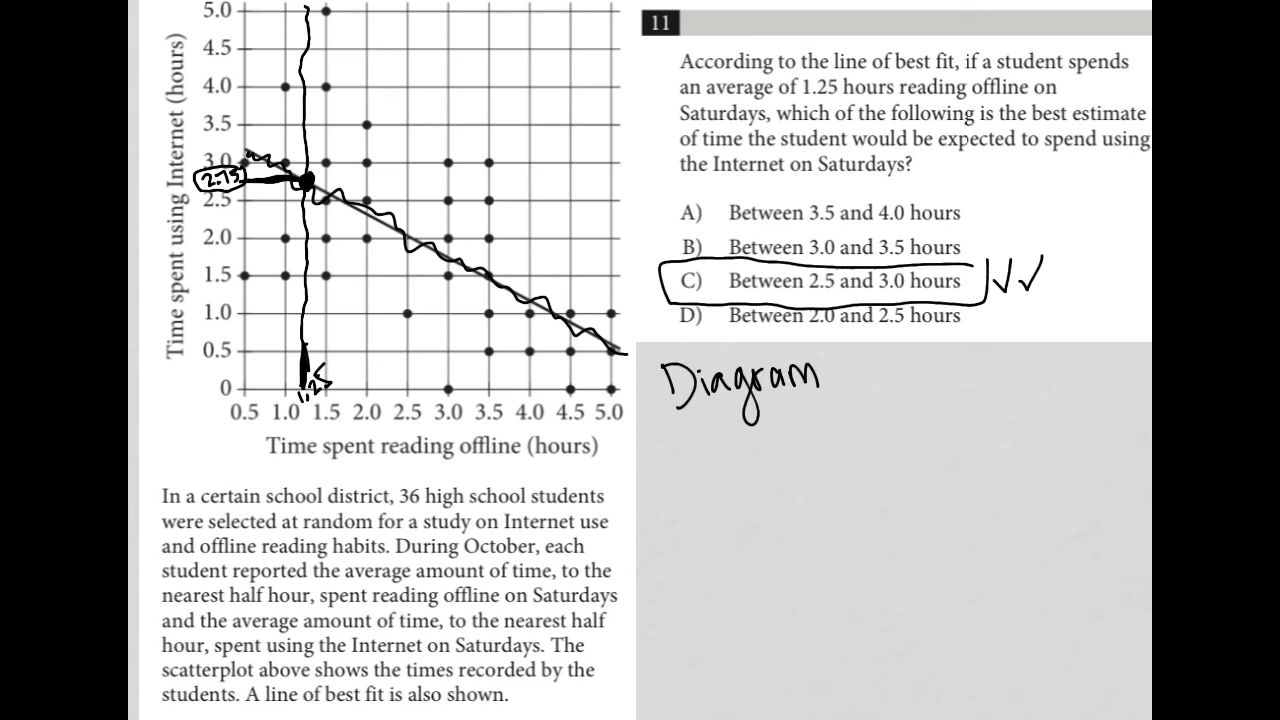 5.0
4.5
4.0
3.5
3.0
2.75
2.5
2.0
1.5
1.0
0.5
0
Time spent using Internet (hours)
1.25
0.5 1.0 1.5 2.0 2.5 3.0 3.5 4.0 4.5 5.0
Time spent reading offline (hours)
In a certain school district, 36 high school students
were selected at random for a study on Internet use
and offline reading habits. During October, each
student reported the average amount of time, to the
nearest half hour, spent reading offline on Saturdays
and the average amount of time, to the nearest half
hour, spent using the Internet on Saturdays. The
scatterplot above shows the times recorded by the
students. A line of best fit is also shown.
11
According to the line of best fit, if a student spends
an average of 1.25 hours reading offline on
Saturdays, which of the following is the best estimate
of time the student would be expected to spend using
the Internet on Saturdays?
A) Between 3.5 and 4.0 hours
B) Between 3.0 and 3.5 hours
C) Between 2.5 and 3.0 hours
D) Between 2.0 and 2.5 hours
Diagram